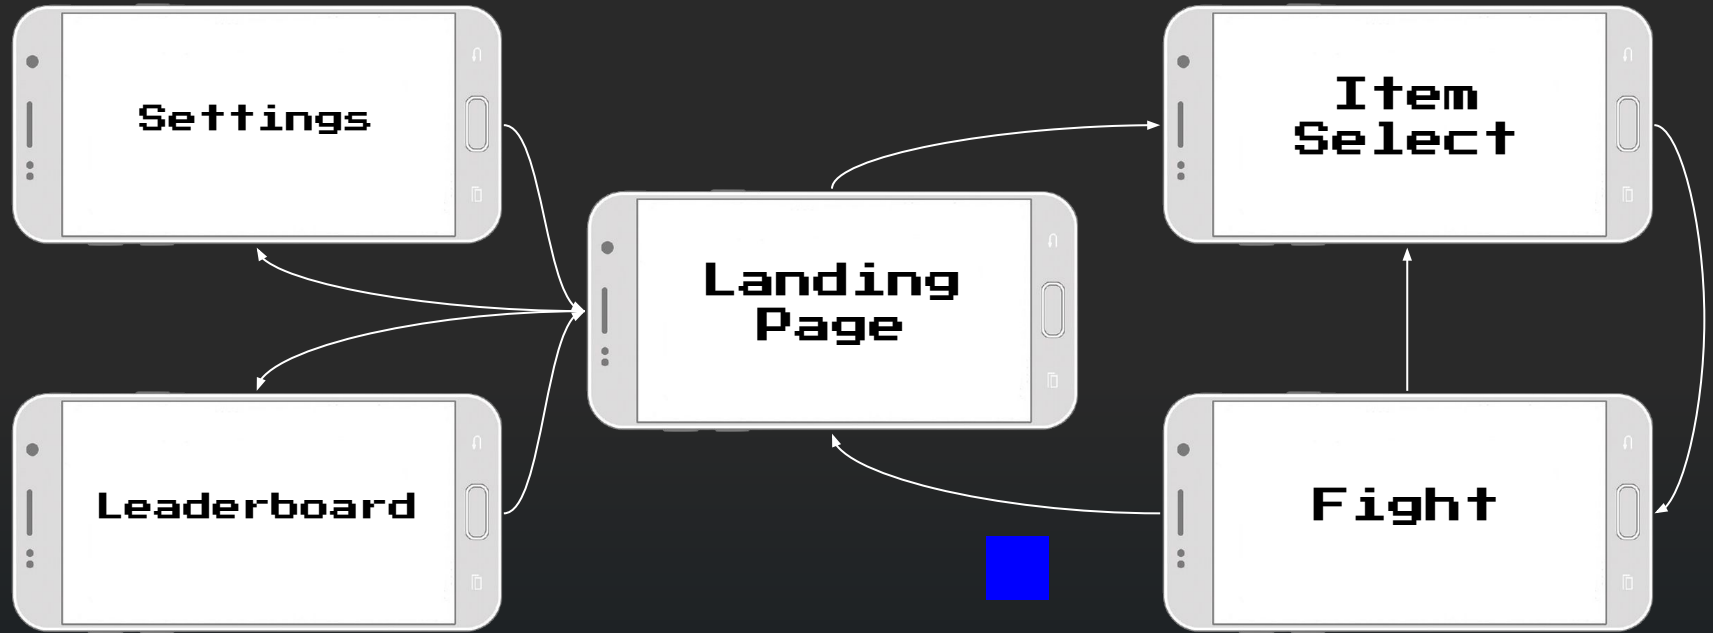 Settings
Item
Select
Landing
Page
Leaderboard
Fight